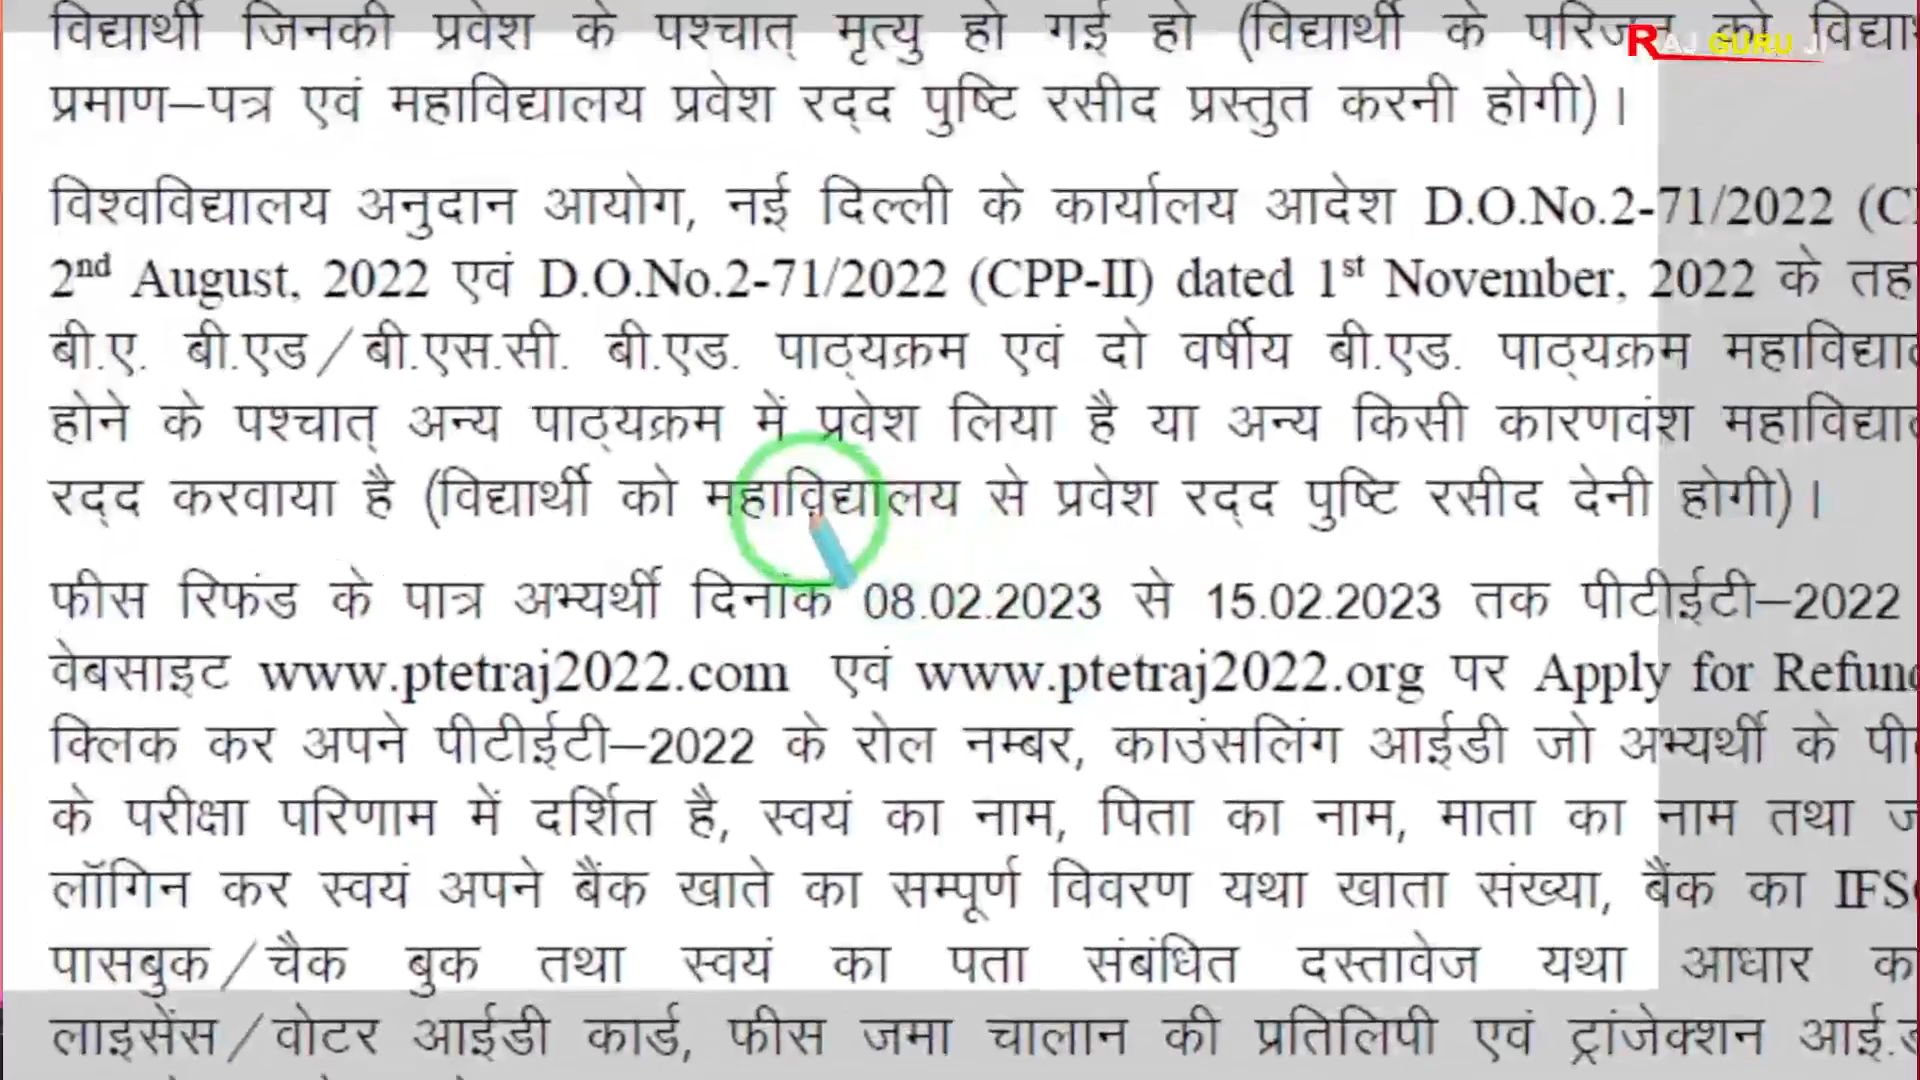 विद्यार्थी जिनकी प्रवेश के पश्चात् मृत्यु हो गई हो (विद्यार्थी के परिजन को
RAJ GURU JI
प्रमाण–पत्र एवं महाविद्यालय प्रवेश रद्द पुष्टि रसीद प्रस्तुत करनी होगी)।
विश्वविद्यालय अनुदान आयोग, नई दिल्ली के कार्यालय आदेश D.O.No.2-71/2022
2nd August, 2022 एवं D.O.No.2-71/2022 (CPP-II) dated 1st November, 2022 के
बी.ए. बी.एड/बी.एस.सी. बी.एड. पाठ्यक्रम एवं दो वर्षीय बी.एड. पाठ्यक्रम
होने के पश्चात् अन्य पाठ्यक्रम में प्रवेश लिया है या अन्य किसी कारणवंश
रद्द करवाया है (विद्यार्थी को महाविद्यालय से प्रवेश रद्द पुष्टि रसीद देनी होगी)।
फीस रिफंड के पात्र अभ्यर्थी दिनांक 08.02.2023 से 15.02.2023 तक पीटीईटी–2022
वेबसाइट www.ptetraj2022.com एवं www.ptetraj2022.org पर Apply for
क्लिक कर अपने पीटीईटी–2022 के रोल नम्बर, काउंसलिंग आईडी जो अभ्यर्थी के
के परीक्षा परिणाम में दर्शित है, स्वयं का नाम, पिता का नाम, माता का नाम तथा
लॉगिन कर स्वयं अपने बैंक खाते का सम्पूर्ण विवरण यथा खाता संख्या, बैंक का
पासबुक/चैक बुक तथा स्वयं का पता संबंधित दस्तावेज यथा आधार
लाइसेंस/वोटर आईडी कार्ड, फीस जमा चालान की प्रतिलिपी एवं ट्रांजेक्शन